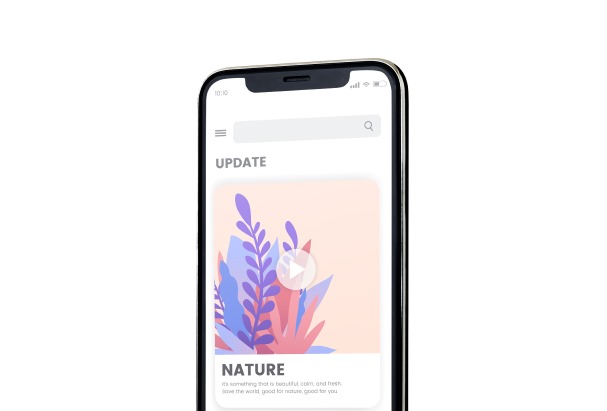 10:10
UPDATE
NATURE
it's something that is beautiful, calm, and fresh.
Save the world, good for nature, good for you